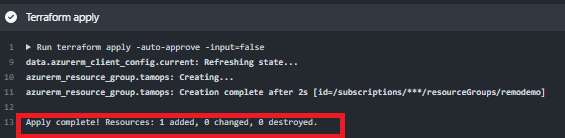 Terraform apply
1 Run terraform apply -auto-approve -input=false
9 data.azurerm_client_config.current: Refreshing state...
10 azurerm_resource_group.tamops: Creating...
11 azurerm_resource_group.tamops: Creation complete after 2s [id=/subscriptions/***/resourceGroups/remodemo]
12
13 Apply complete! Resources: 1 added, 0 changed, 0 destroyed.